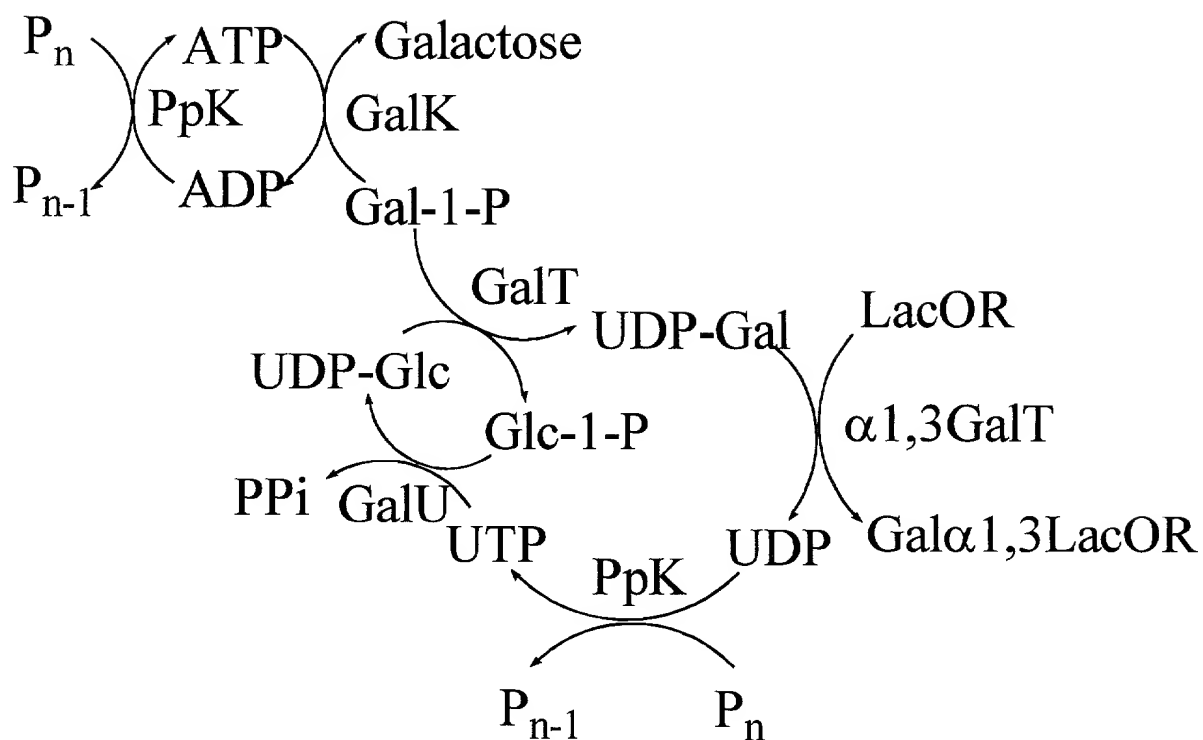 Pn ATP Galactose
PpK GalK
Pn-1 ADP Gal-1-P
GalT
UDP-Gal LacOR
UDP-Glc
Glc-1-P α1,3GalT
PPi GalU
UTP PpK UDP Galα1,3LacOR
Pn-1 Pn